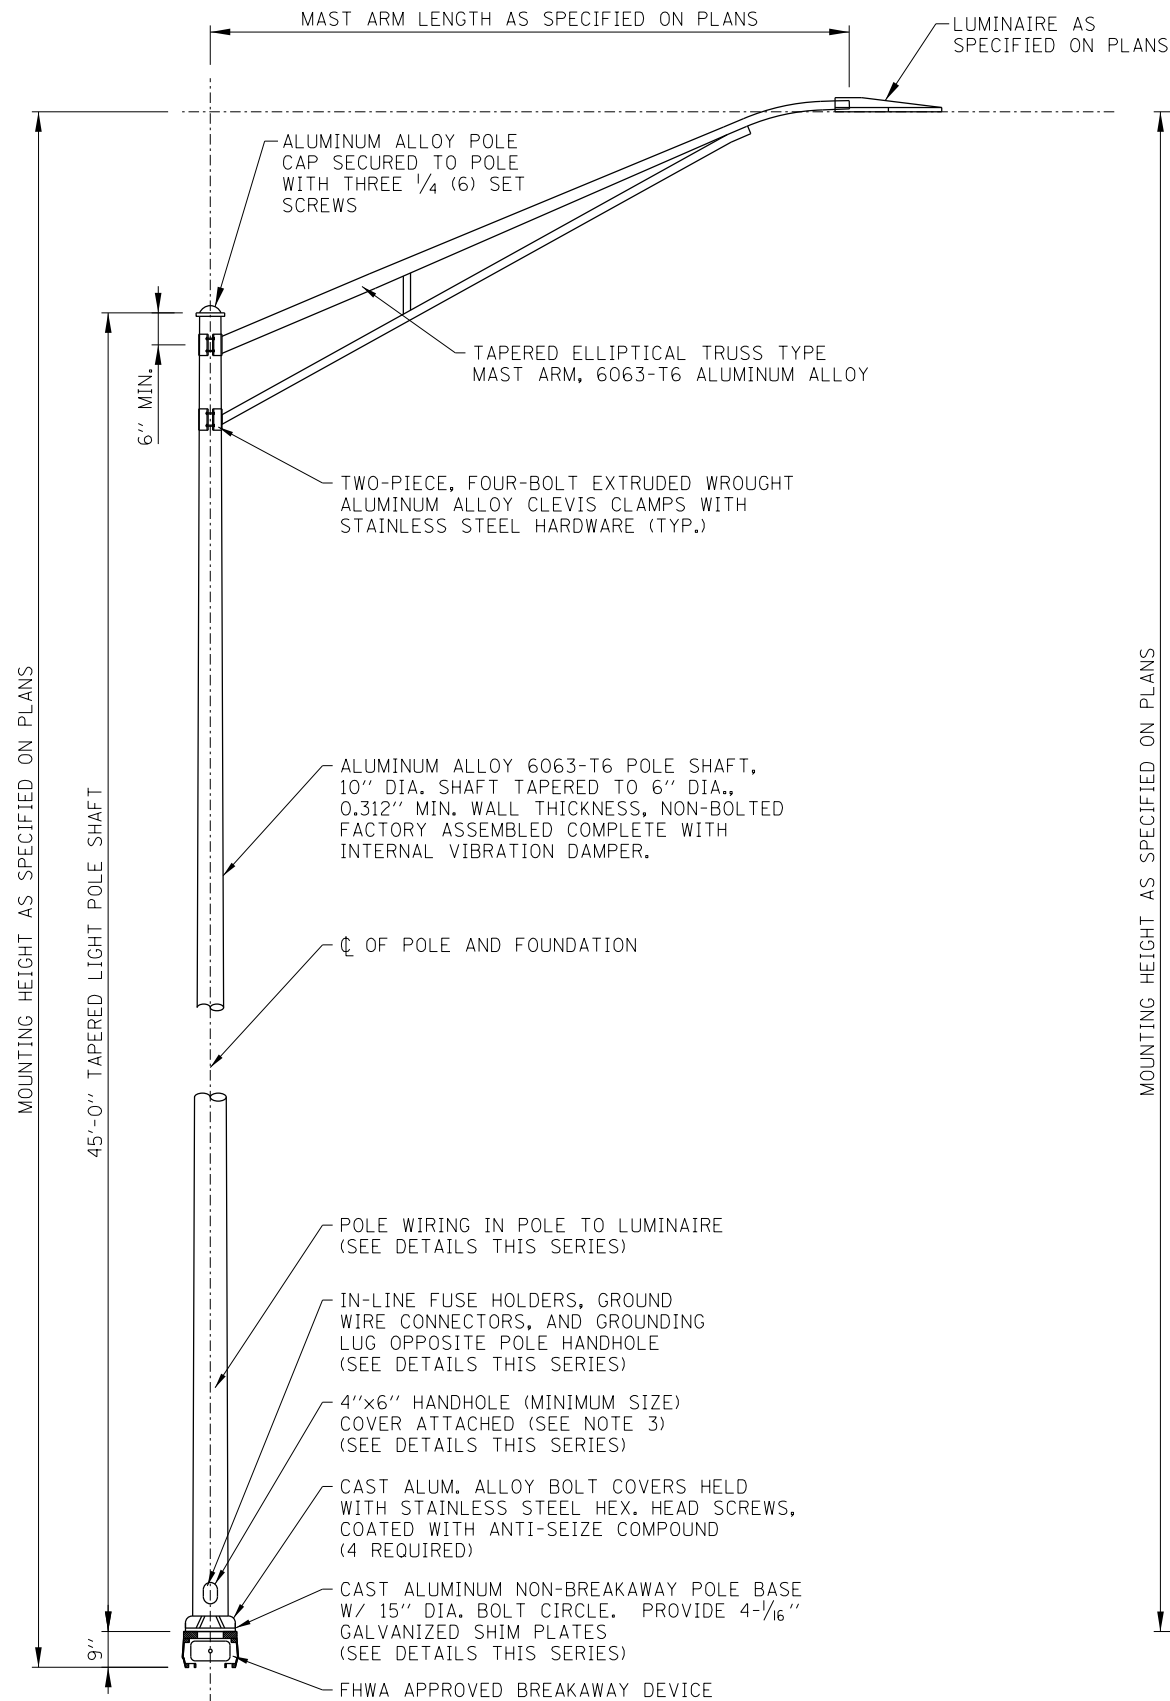 MAST ARM LENGTH AS SPECIFIED ON PLANS
LUMINAIRE AS
SPECIFIED ON PLANS
ALUMINUM ALLOY POLE
CAP SECURED TO POLE
WITH THREE 1/4 (6) SET
SCREWS
6" MIN.
TAPERED ELLIPTICAL TRUSS TYPE
MAST ARM, 6063-T6 ALUMINUM ALLOY
TWO-PIECE, FOUR-BOLT EXTRUDED WROUGHT
ALUMINUM ALLOY CLEVIS CLAMPS WITH
STAINLESS STEEL HARDWARE (TYP.)
MOUNTING HEIGHT AS SPECIFIED ON PLANS
45'-0" TAPERED LIGHT POLE SHAFT
MOUNTING HEIGHT AS SPECIFIED ON PLANS
ALUMINUM ALLOY 6063-T6 POLE SHAFT,
10" DIA. SHAFT TAPERED TO 6" DIA.,
0.312" MIN. WALL THICKNESS, NON-BOLTED
FACTORY ASSEMBLED COMPLETE WITH
INTERNAL VIBRATION DAMPER.
℄ OF POLE AND FOUNDATION
POLE WIRING IN POLE TO LUMINAIRE
(SEE DETAILS THIS SERIES)
IN-LINE FUSE HOLDERS, GROUND
WIRE CONNECTORS, AND GROUNDING
LUG OPPOSITE POLE HANDHOLE
(SEE DETAILS THIS SERIES)
4"x6" HANDHOLE (MINIMUM SIZE)
COVER ATTACHED (SEE NOTE 3)
(SEE DETAILS THIS SERIES)
CAST ALUM. ALLOY BOLT COVERS HELD
WITH STAINLESS STEEL HEX. HEAD SCREWS,
COATED WITH ANTI-SEIZE COMPOUND
(4 REQUIRED)
CAST ALUMINUM NON-BREAKAWAY POLE BASE
W/ 15" DIA. BOLT CIRCLE. PROVIDE 4-1/16"
GALVANIZED SHIM PLATES
(SEE DETAILS THIS SERIES)
9"
FHWA APPROVED BREAKAWAY DEVICE